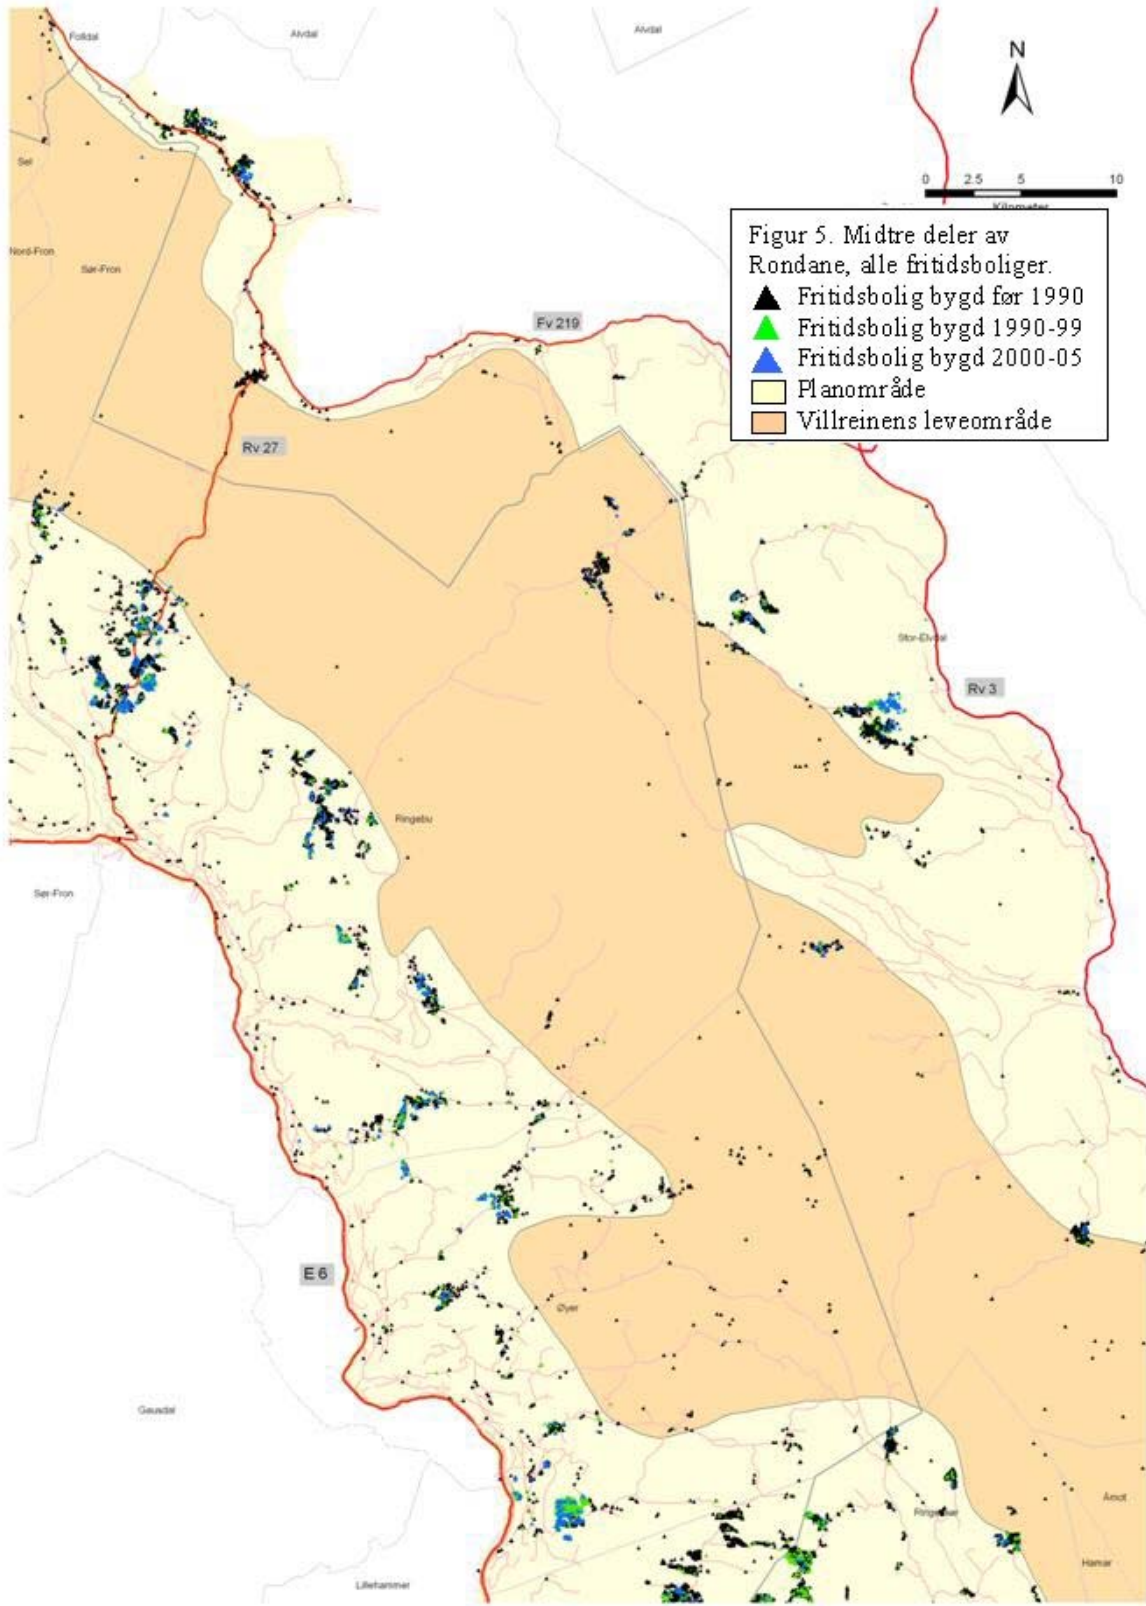 Folldal
Alvdal
Alvdal
N
0 2.5 5 10
Kilometer
Sel
Nord-Fron
Sør-Fron
Figur 5. Midtre deler av
Rondane, alle fritidsboliger.
Fritidsbolig bygd før 1990
Fritidsbolig bygd 1990-99
Fritidsbolig bygd 2000-05
Planområde
Villreinens leveområde
Fv 219
Rv 27
Stor-Elvdal
Rv 3
Ringebu
Sør-Fron
E 6
Øyer
Gausdal
Åmot
Ringsaker
Hamar
Lillehammer